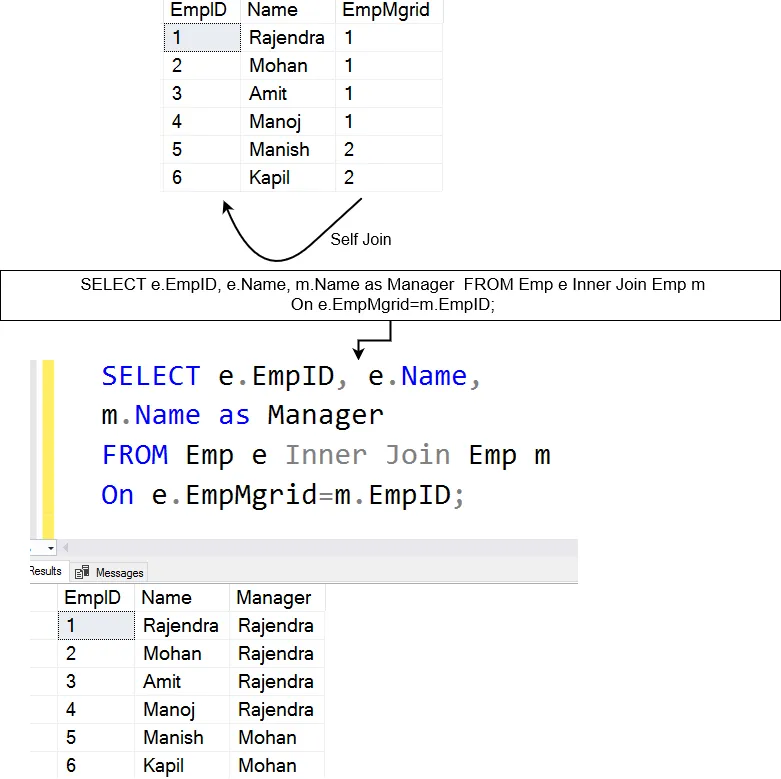 EmpID Name EmpMgrid
1 Rajendra 1
2 Mohan 1
3 Amit 1
4 Manoj 1
5 Manish 2
6 Kapil 2
Self Join
SELECT e.EmpID, e.Name, m.Name as Manager FROM Emp e Inner Join Emp m
On e.EmpMgrid=m.EmpID;
SELECT e.EmpID, e.Name,
m.Name as Manager
FROM Emp e Inner Join Emp m
On e.EmpMgrid=m.EmpID;
Results Messages
EmpID Name Manager
1 Rajendra Rajendra
2 Mohan Rajendra
3 Amit Rajendra
4 Manoj Rajendra
5 Manish Mohan
6 Kapil Mohan